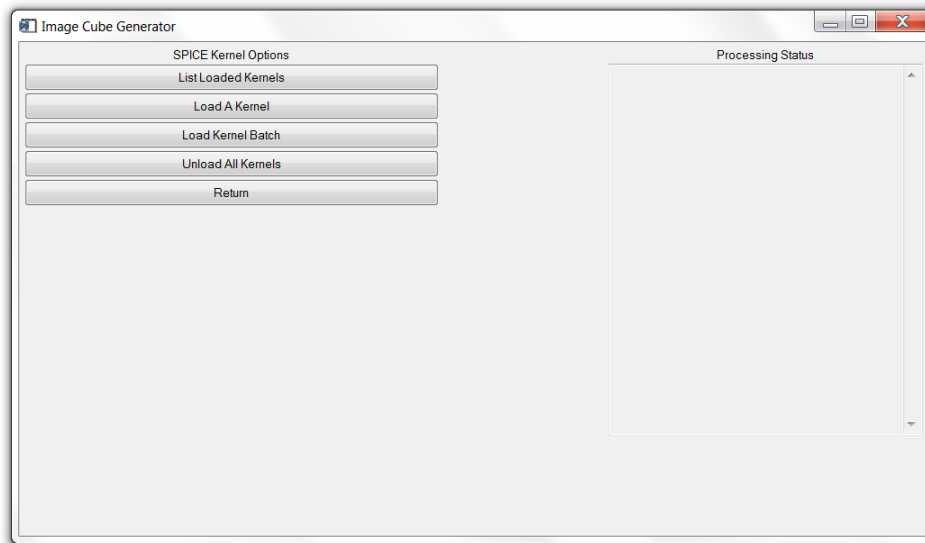 Image Cube Generator
SPICE Kernel Options
List Loaded Kernels
Load A Kernel
Load Kernel Batch
Unload All Kernels
Return
Processing Status